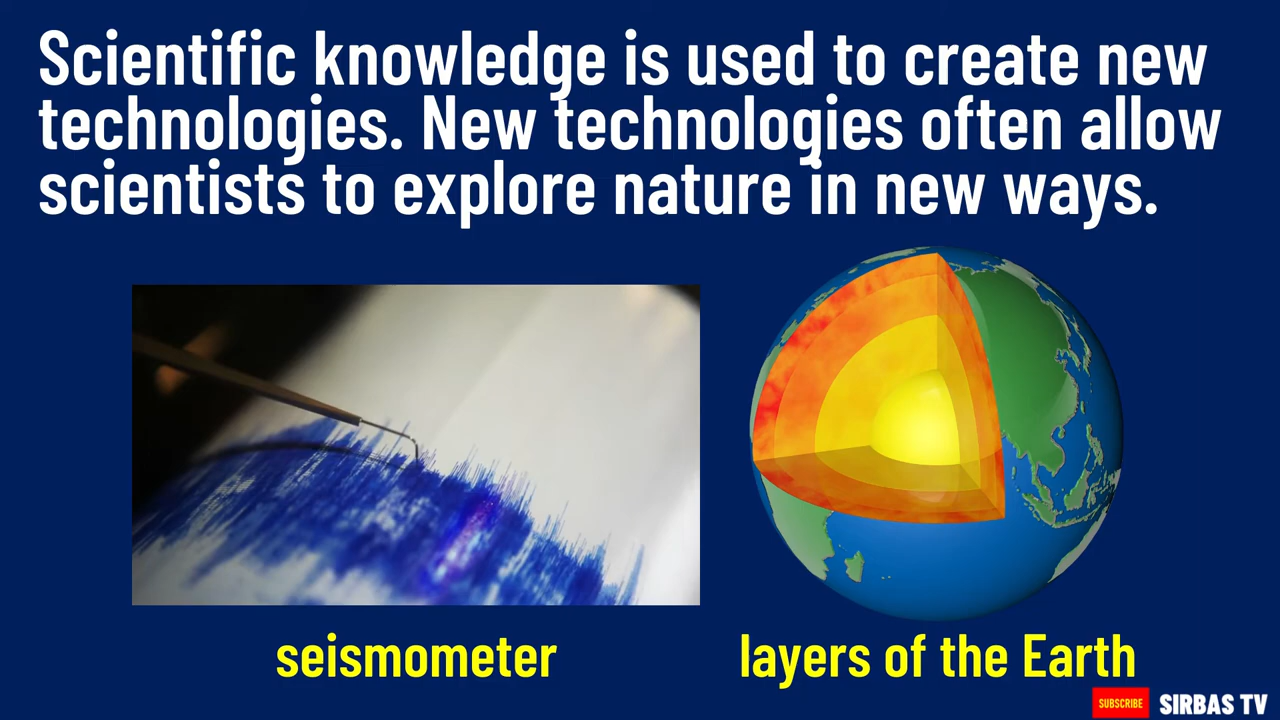 Scientific knowledge is used to create new
technologies. New technologies often allow
scientists to explore nature in new ways.
seismometer
layers of the Earth
SUBSCRIBE
SIRBAS TV